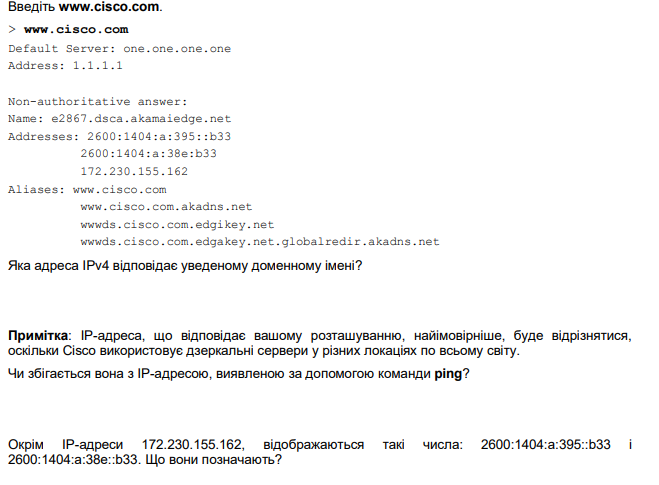 Введіть www.cisco.com.
> www.cisco.com
Default Server: one.one.one.one
Address: 1.1.1.1
Non-authoritative answer:
Name: e2867.dsca.akamaiedge.net
Addresses: 2600:1404:a:395::b33
2600:1404:a:38e:b33
172.230.155.162
Aliases: www.cisco.com
www.cisco.com.akadns.net
wwwds.cisco.com.edgikey.net
wwwds.cisco.com.edgakey.net.globalredir.akadns.net
Яка адреса IPv4 відповідає уведеному доменному імені?
Примітка: IP-адреса, що відповідає вашому розташуванню, найімовірніше, буде відрізнятися,
оскільки Cisco використовує дзеркальні сервери у різних локаціях по всьому світу.
Чи збігається вона з IP-адресою, виявленою за допомогою команди ping?
Окрім IP-адреси 172.230.155.162, відображаються такі числа: 2600:1404:a:395::b33 і
2600:1404:a:38e::b33. Що вони позначають?